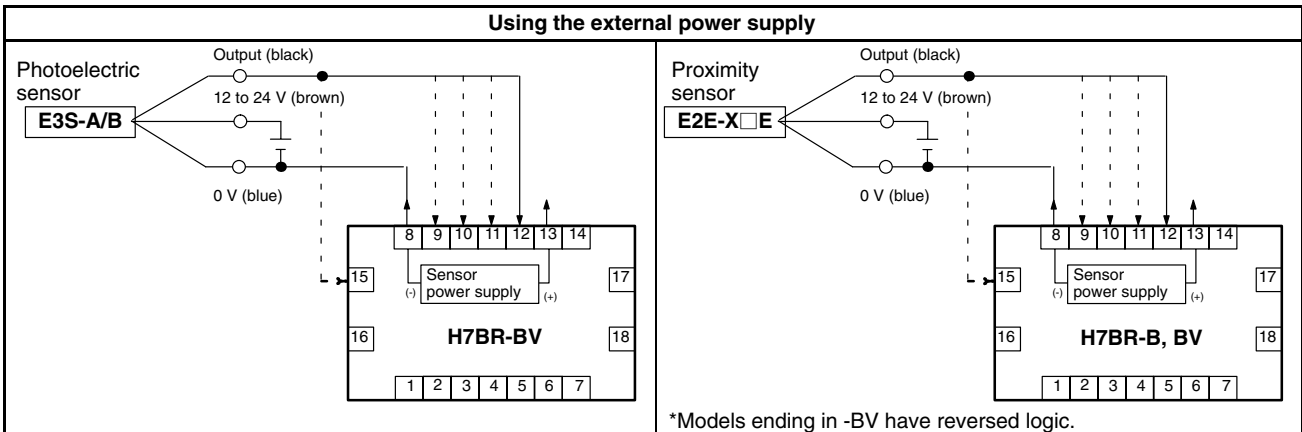 Using the external power supply
Photoelectric
sensor
E3S-A/B
Output (black)
12 to 24 V (brown)
0 V (blue)
8 9 10 11 12 13 14
15
17
Sensor
power supply
(-)
(+)
16
H7BR-BV
18
1 2 3 4 5 6 7
Proximity
sensor
E2E-X□E
Output (black)
12 to 24 V (brown)
0 V (blue)
8 9 10 11 12 13 14
15
17
Sensor
power supply
(-)
(+)
16
H7BR-B, BV
18
1 2 3 4 5 6 7
*Models ending in -BV have reversed logic.